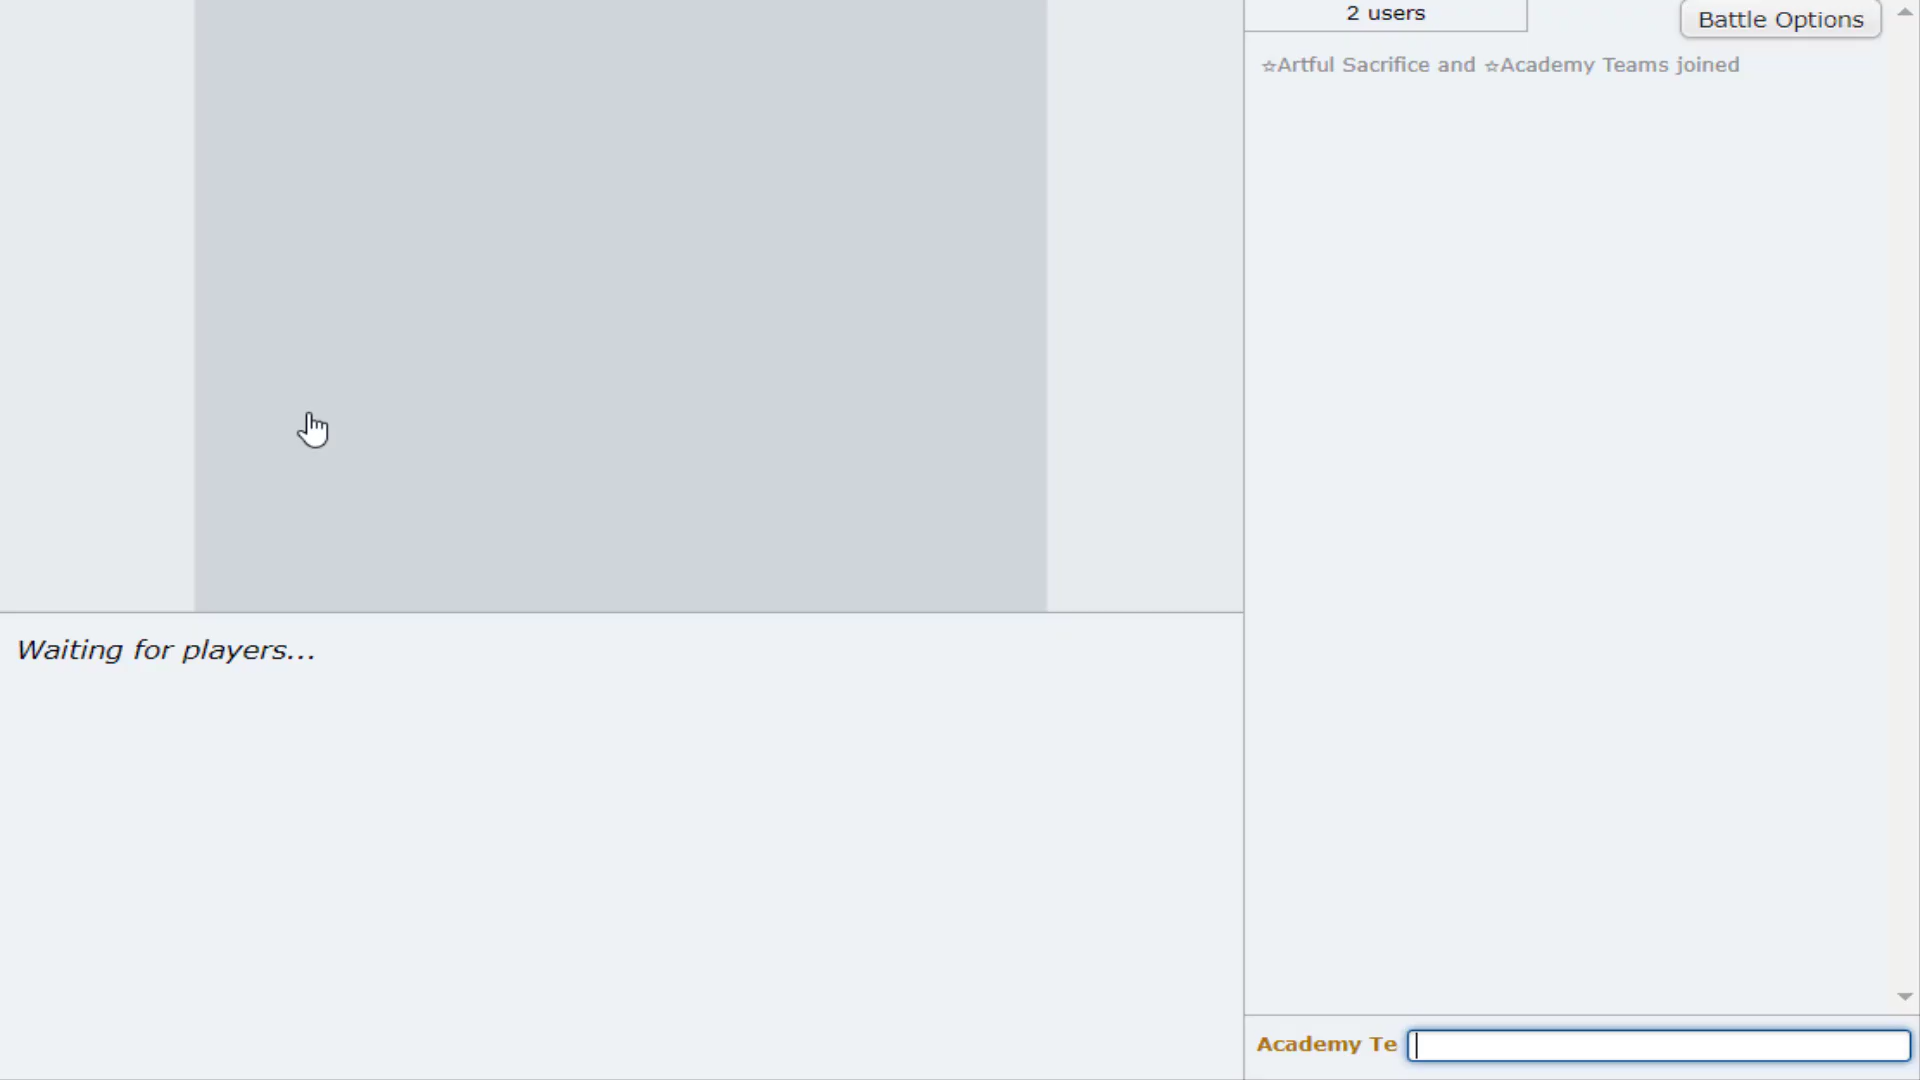 2 users
Battle Options
☆Artful Sacrifice and ☆Academy Teams joined
Waiting for players...
Academy Te